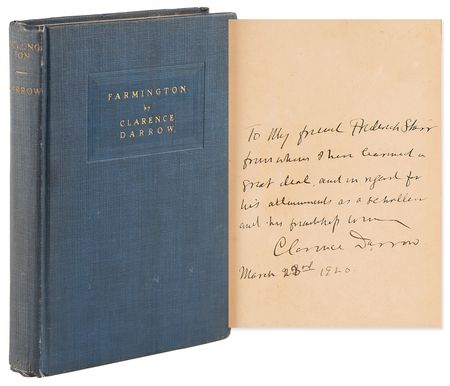 FARMINGTON
by
CLARENCE
DARROW
DARROW
To My friend Frederick Starr
from whom I have learned a
great deal, and in regard for
his attainments as a scholar
and his friendship
Clarence Darrow
March 23rd 1920